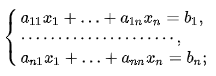 a₁₁x₁ + … + a₁ₙxₙ = b₁,
·····················,
aₙ₁x₁ + … + aₙₙxₙ = bₙ;